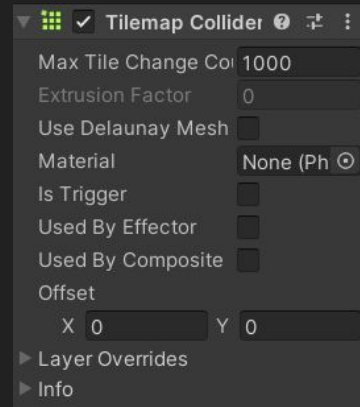 Tilemap Collider
Max Tile Change Cou 1000
Extrusion Factor 0
Use Delaunay Mesh
Material None (Ph
Is Trigger
Used By Effector
Used By Composite
Offset
X 0 Y 0
Layer Overrides
Info